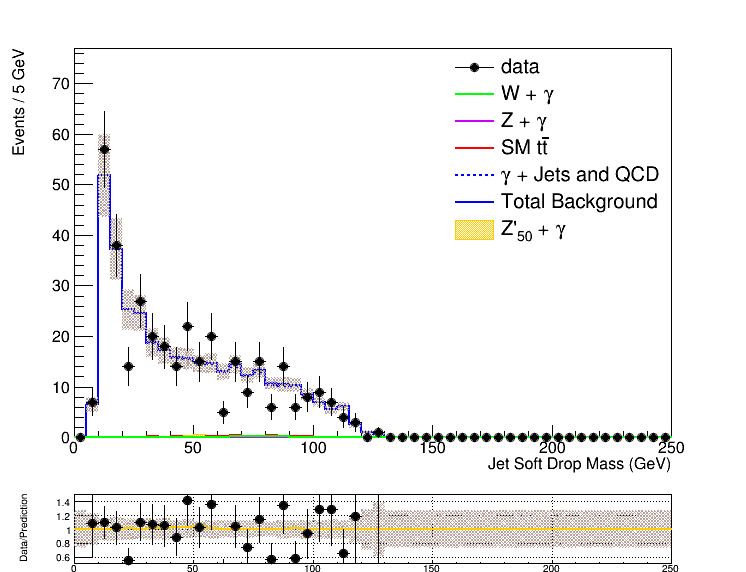 Events / 5 GeV
70
60
50
40
30
20
10
0
data
W + γ
Z + γ
SM tt̄
γ + Jets and QCD
Total Background
Z'50 + γ
0 50 100 150 200 250
Jet Soft Drop Mass (GeV)
Data/Prediction
1.4
1.2
1
0.8
0.6
0 50 100 150 200 250